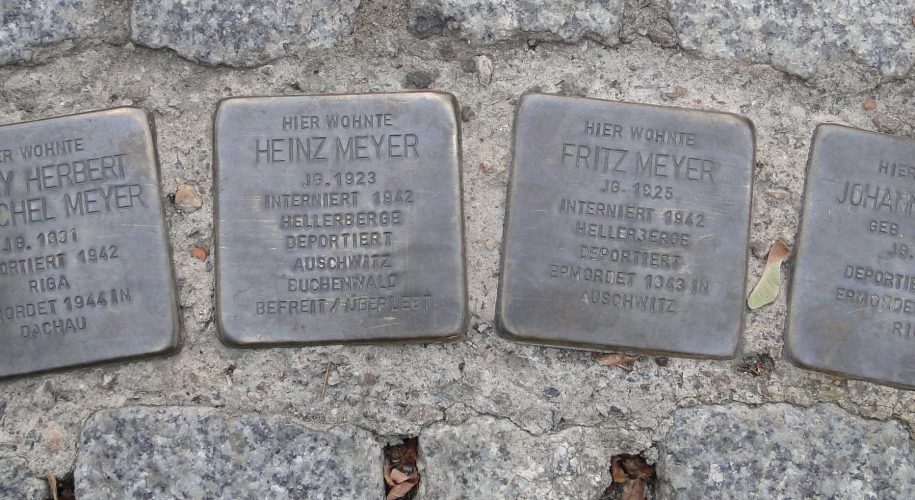 ER WOHNTE
Y HERBERT
CHEL MEYER
JG. 1891
PORTIERT 1942
RIGA
MORDET 1944 IN
DACHAU
HIER WOHNTE
HEINZ MEYER
JG. 1923
INTERNIERT 1942
HELLERBERGE
DEPORTIERT
AUSCHWITZ
BUCHENWALD
BEFREIT / ÜBERLEBT
HIER WOHNTE
FRITZ MEYER
JG. 1925
INTERNIERT 1942
HELLERBERGE
DEPORTIERT
ERMORDET 1943 IN
AUSCHWITZ
HIER
JOHANN
GEB.
JG.
DEPORTIE
ERMORDE
RI